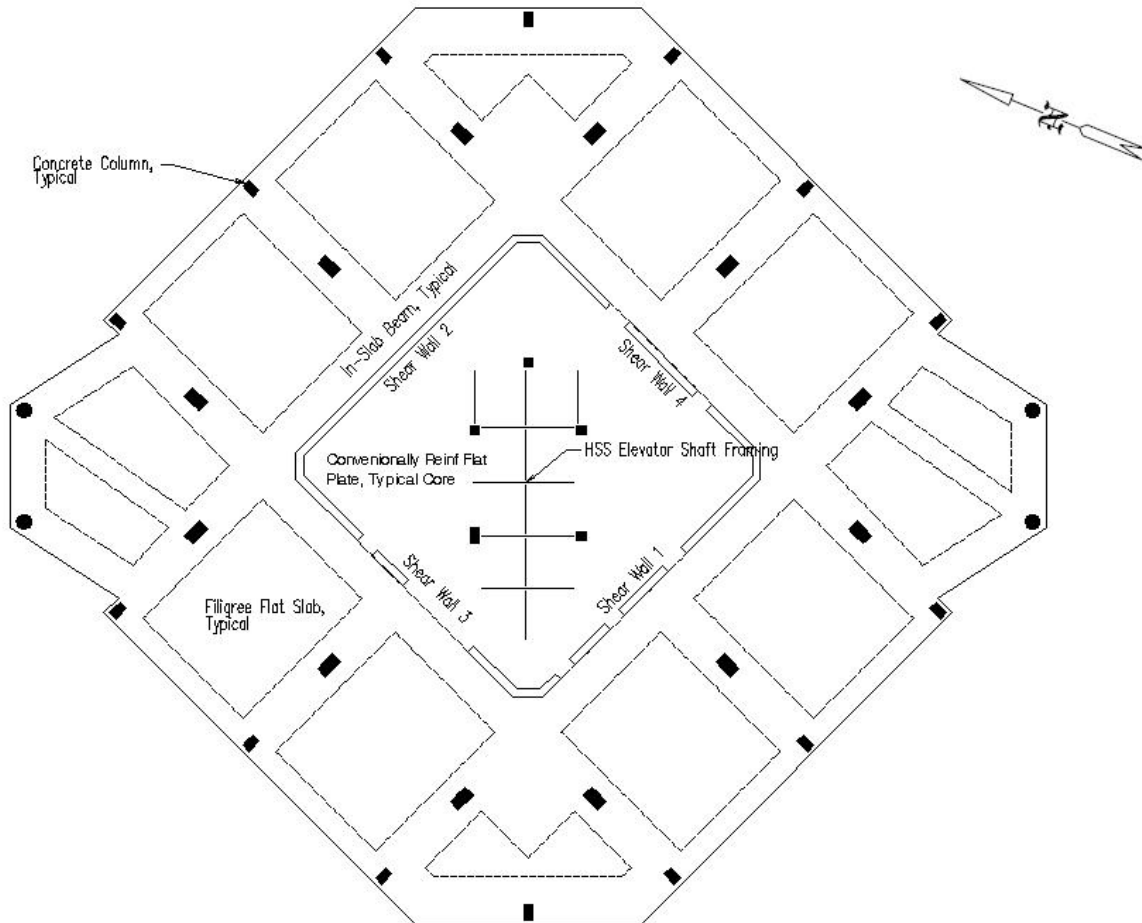 N
Concrete Column,
Typical
In-Slab Beam, Typical
Shear Wall 2
Shear Wall 4
HSS Elevator Shaft Framing
Convenionally Reinf Flat
Plate, Typical Core
Shear Wall 3
Shear Wall 1
Filigree Flat Slab,
Typical